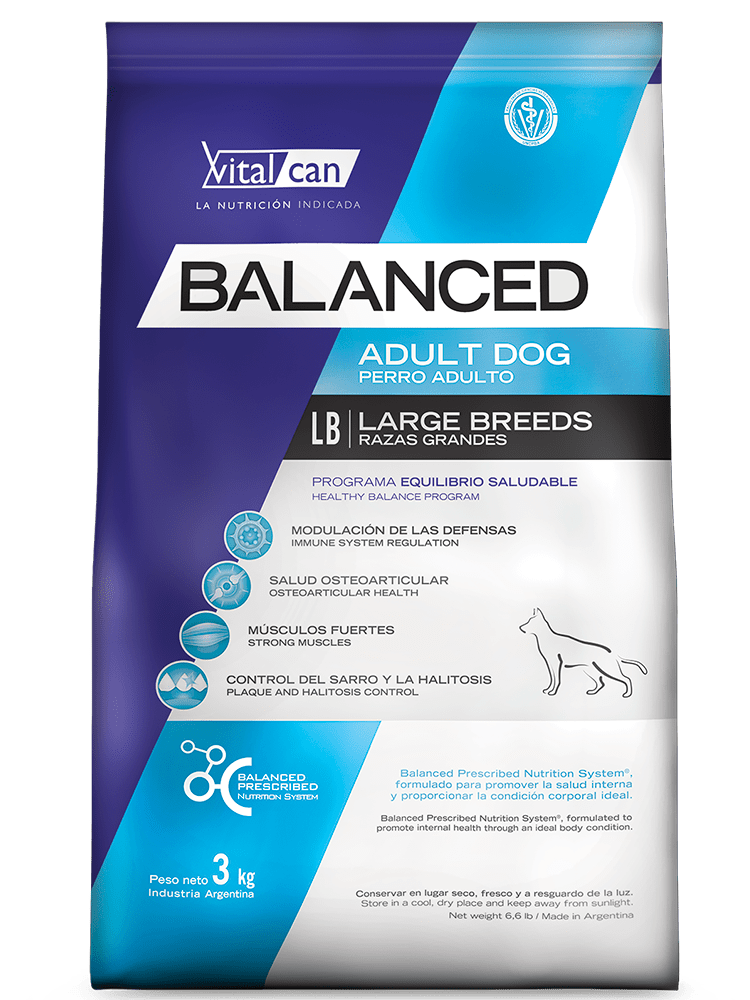 Vital can
LA NUTRICIÓN INDICADA
BALANCED
ADULT DOG
PERRO ADULTO
LB
LARGE BREEDS
RAZAS GRANDES
PROGRAMA EQUILIBRIO SALUDABLE
HEALTHY BALANCE PROGRAM
MODULACIÓN DE LAS DEFENSAS
IMMUNE SYSTEM REGULATION
SALUD OSTEOARTICULAR
OSTEOARTICULAR HEALTH
MÚSCULOS FUERTES
STRONG MUSCLES
CONTROL DEL SARRO Y LA HALITOSIS
PLAQUE AND HALITOSIS CONTROL
BALANCED
PRESCRIBED
NUTRITION SYSTEM
Balanced Prescribed Nutrition System®,
formulado para promover la salud interna
y proporcionar la condición corporal ideal.
Balanced Prescribed Nutrition System®, formulated to
promote internal health through an ideal body condition.
Peso neto 3 kg
Industria Argentina
Conservar en lugar seco, fresco y a resguardo de la luz.
Store in a cool, dry place and keep away from sunlight.
Net weight 6,6 lb / Made in Argentina